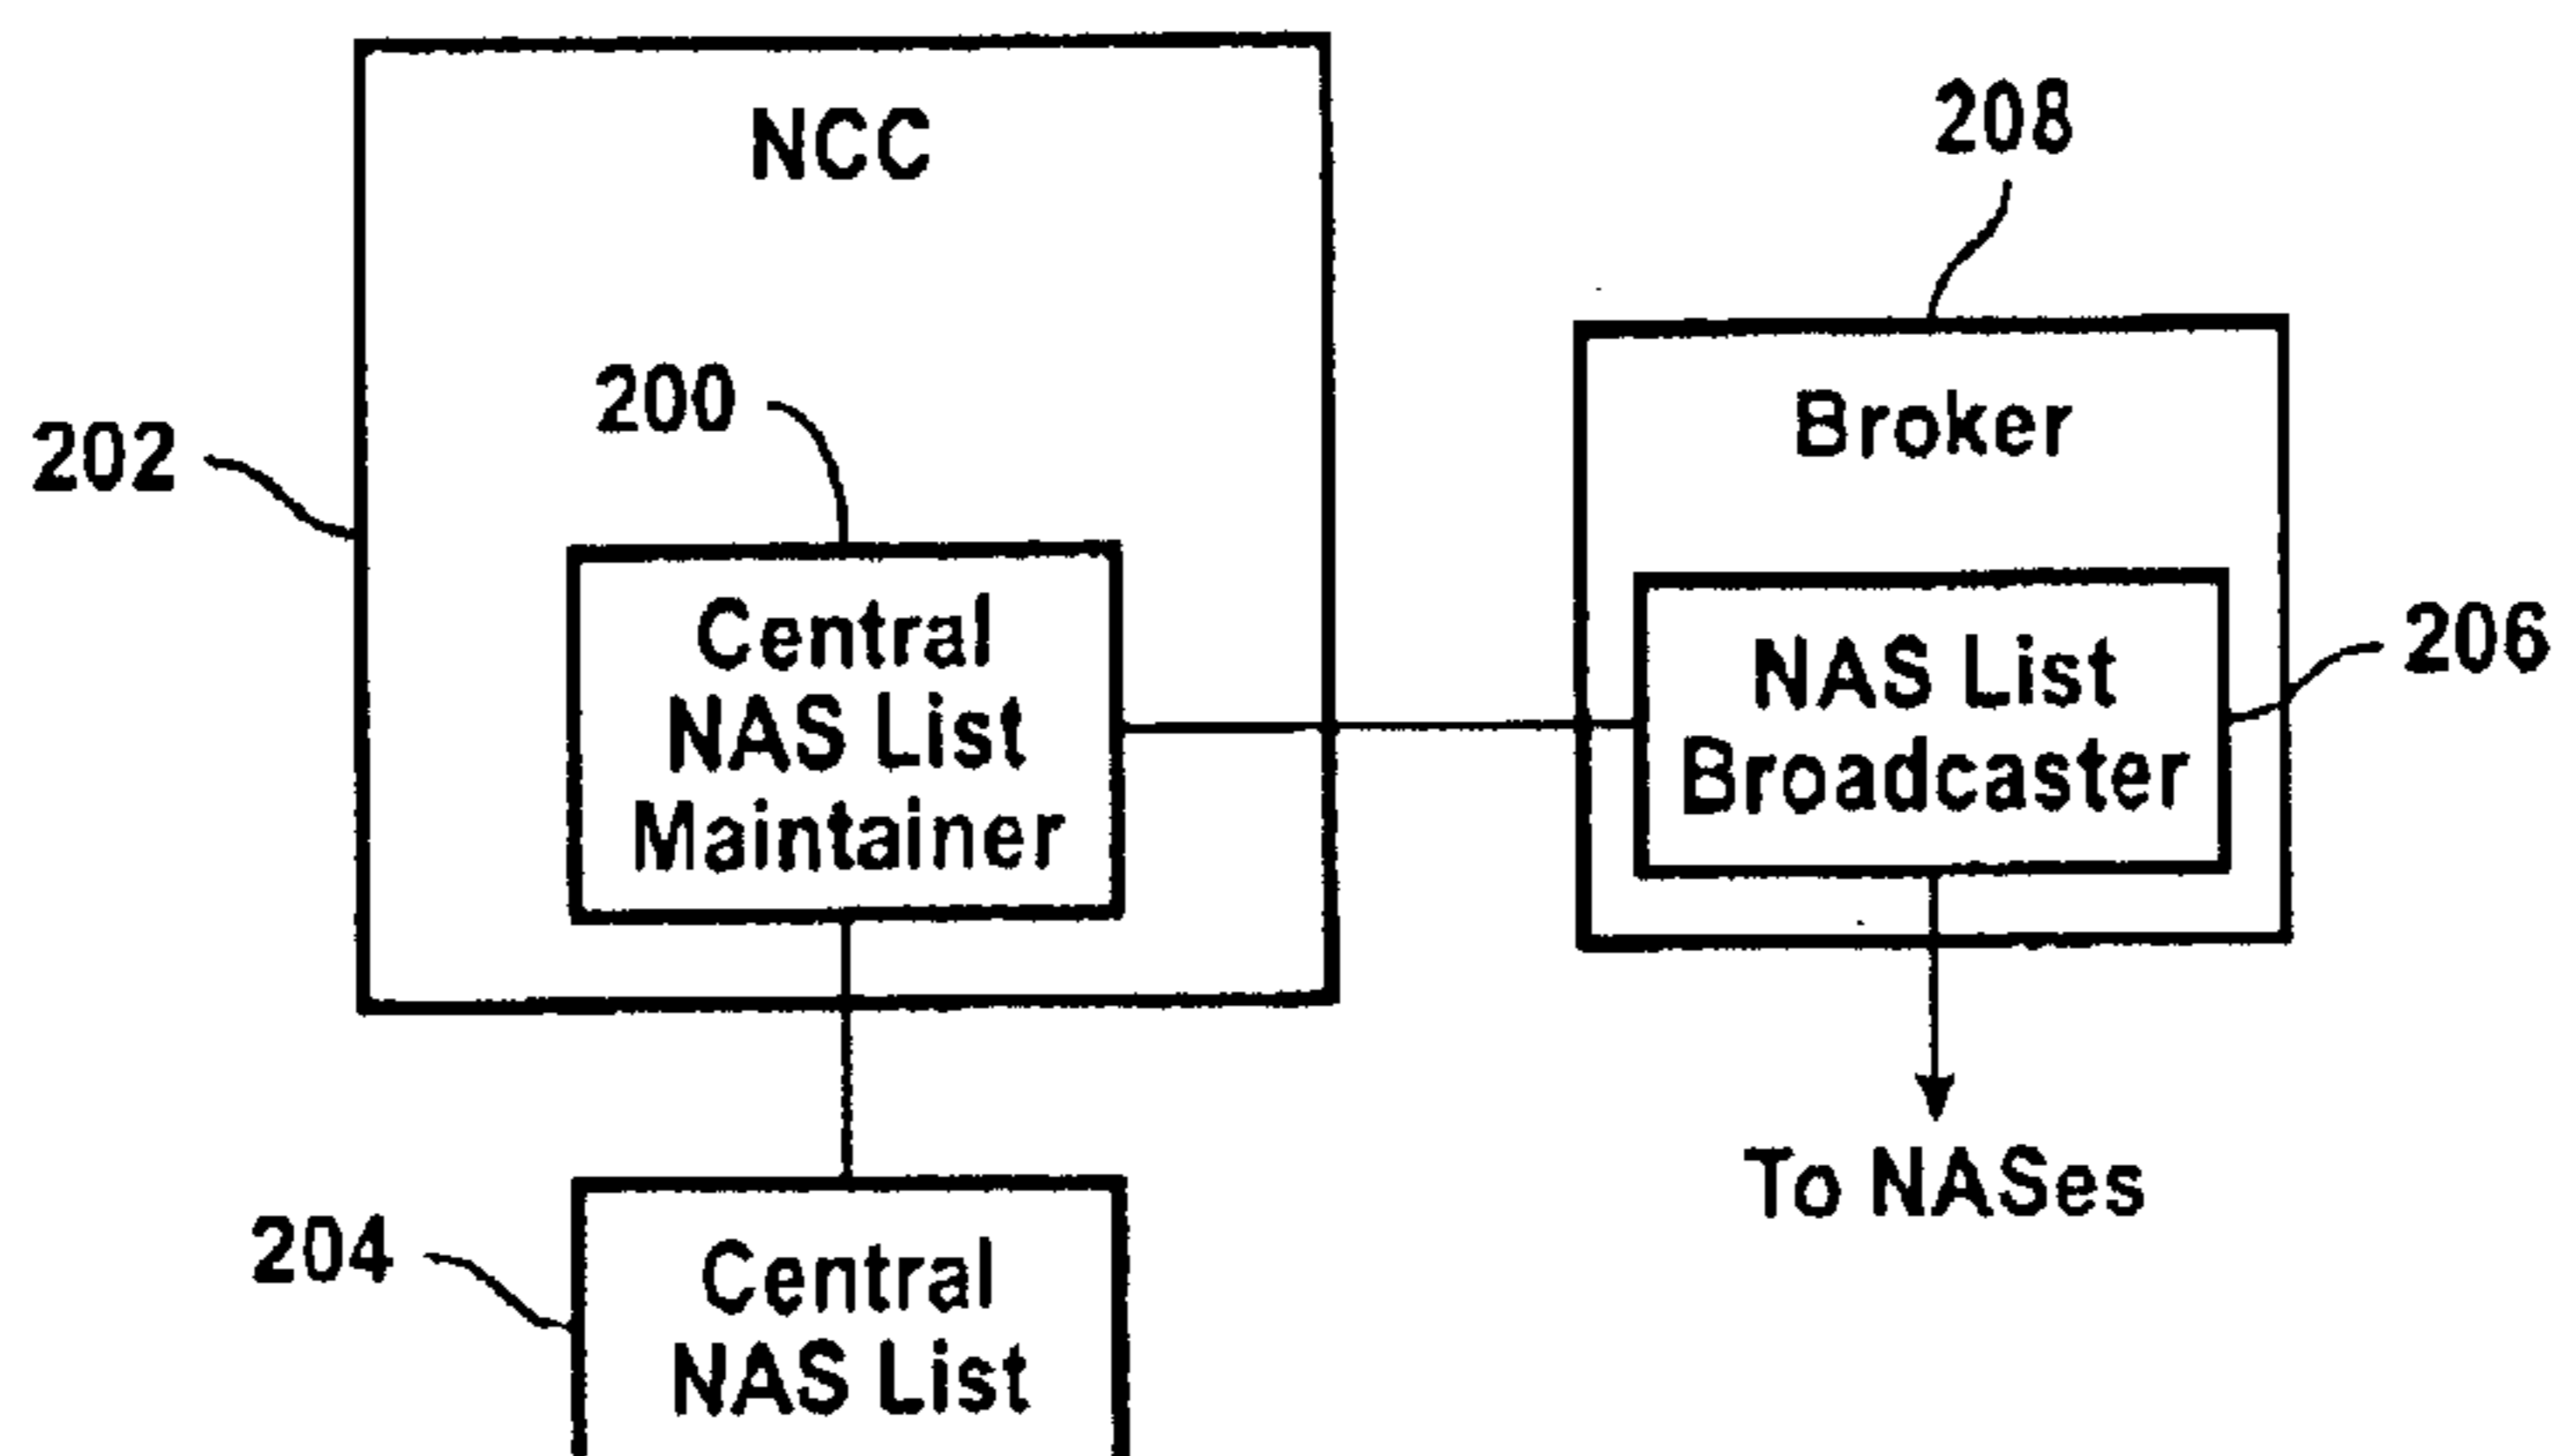 NCC
208
200
202
Broker
Central
NAS List
Maintainer
NAS List
Broadcaster
206
To NASes
204
Central
NAS List